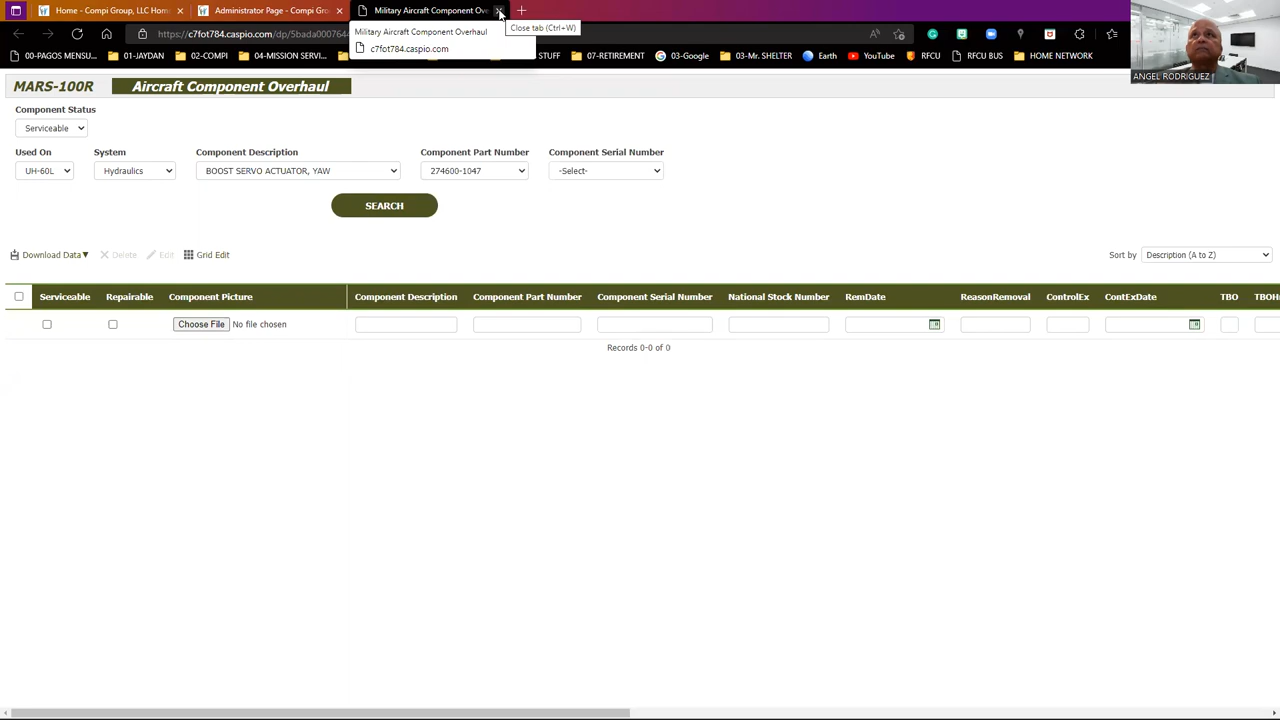 Home - Compi Group, LLC Hom
Administrator Page - Compi Gro
Military Aircraft Component Ove
https://c7fot784.caspio.com/dp/5bada000764
Military Aircraft Component Overhaul
c7fot784.caspio.com
Close tab (Ctrl+W)
ANGEL RODRIGUEZ
00-PAGOS MENSU...
01-JAYDAN
02-COMPI
04-MISSION SERVI...
STUFF
07-RETIREMENT
03-Google
03-Mr. SHELTER
Earth
YouTube
RFCU
RFCU BUS
HOME NETWORK
MARS-100R
Aircraft Component Overhaul
Component Status
Serviceable
Used On System Component Description Component Part Number Component Serial Number
UH-60L Hydraulics BOOST SERVO ACTUATOR, YAW 274600-1047 -Select-
SEARCH
Download Data▼ Delete Edit Grid Edit
Sort by Description (A to Z)
Serviceable Repairable Component Picture Component Description Component Part Number Component Serial Number National Stock Number RemDate ReasonRemoval ControlEx ContExDate TBO TBOH
Choose File No file chosen
Records 0-0 of 0